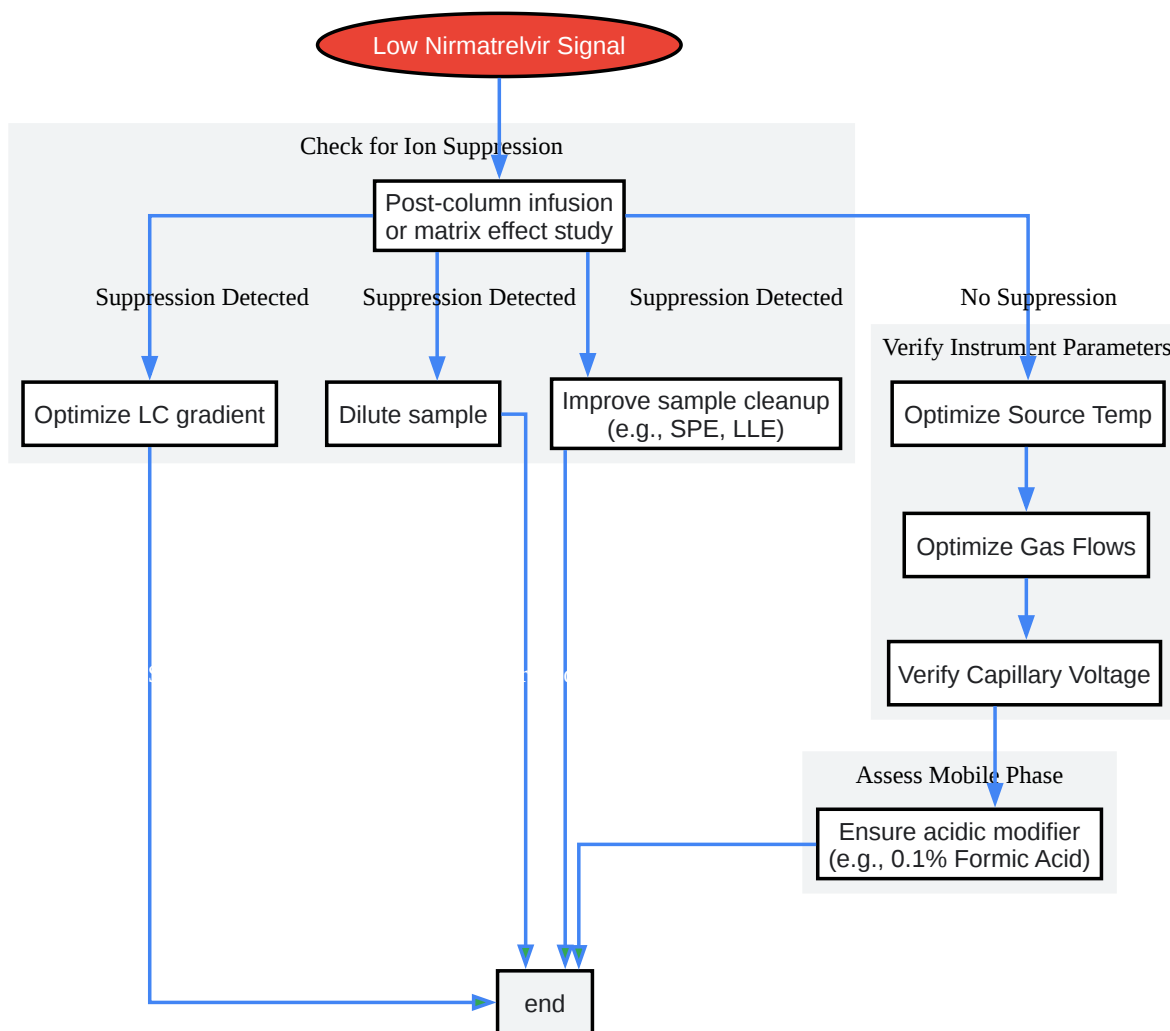 Low Nirmatrelvir Signal
Check for Ion Suppression
Post-column infusion
or matrix effect study
Suppression Detected
Suppression Detected
Suppression Detected
No Suppression
Verify Instrument Parameters
Optimize LC gradient
Dilute sample
Improve sample cleanup
(e.g., SPE, LLE)
Optimize Source Temp
Optimize Gas Flows
Verify Capillary Voltage
Assess Mobile Phase
Ensure acidic modifier
(e.g., 0.1% Formic Acid)
end